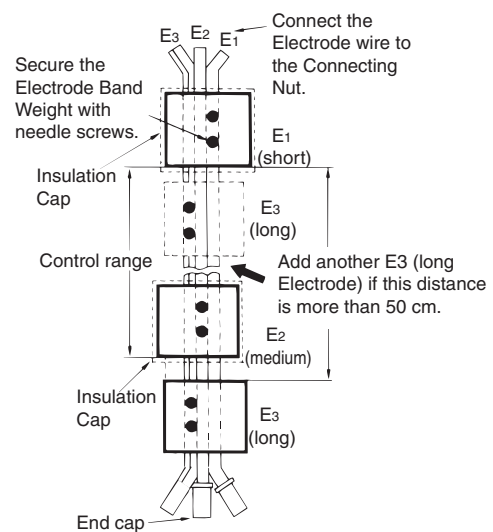 Connect the
Electrode wire to
the Connecting
Nut.
E3 E2 E1
Secure the
Electrode Band
Weight with
needle screws.
E1
(short)
Insulation
Cap
E3
(long)
Control range
Add another E3 (long
Electrode) if this distance
is more than 50 cm.
E2
(medium)
Insulation
Cap
E3
(long)
End cap